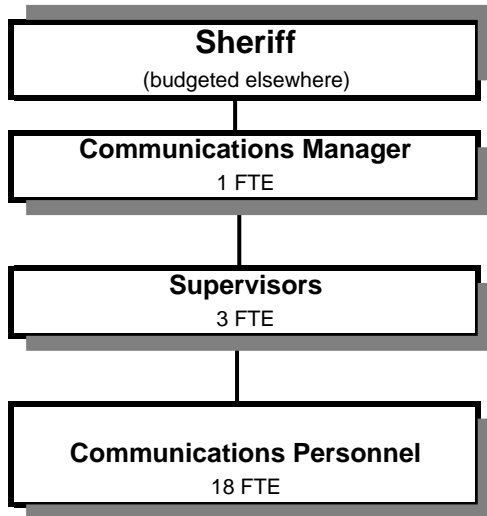 Sheriff
(budgeted elsewhere)
Communications Manager
1 FTE
Supervisors
3 FTE
Communications Personnel
18 FTE